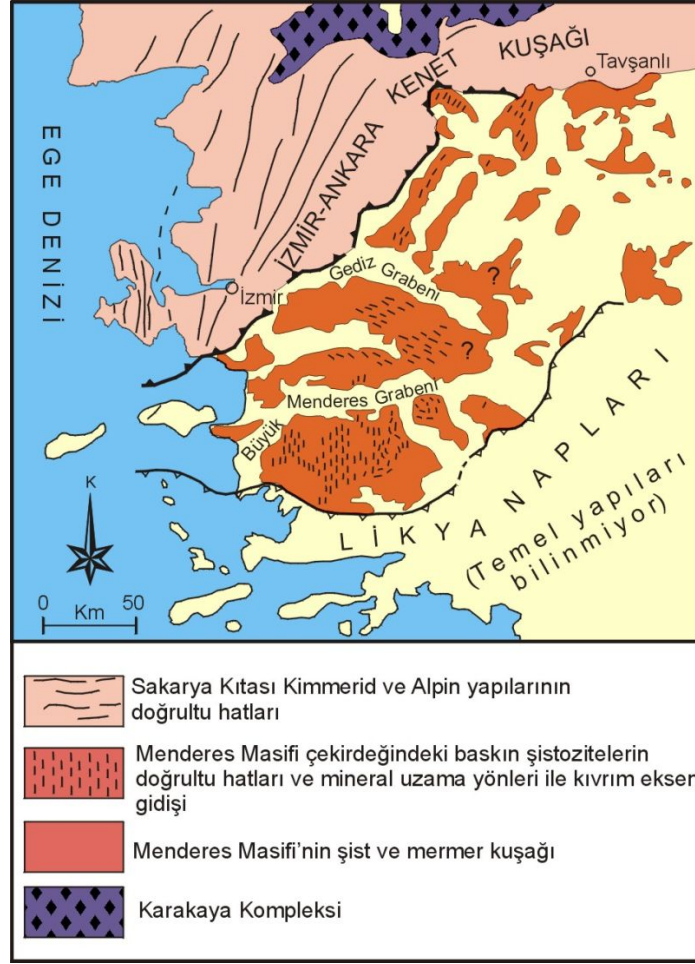 KUŞAĞI
Tavşanlı
KENET
İZMİR-ANKARA
EGE DENİZİ
İzmir
Gediz Grabeni
?
?
Büyük Menderes Grabeni
LİKYA NAPLARI
(Temel yapıları
bilinmiyor)
K
0 50
Km
Sakarya Kıtası Kimmerid ve Alpin yapılarının
doğrultu hatları
Menderes Masifi çekirdeğindeki baskın şistozitelerin
doğrultu hatları ve mineral uzama yönleri ile kıvrım eksen
gidişi
Menderes Masifi'nin şist ve mermer kuşağı
Karakaya Kompleksi